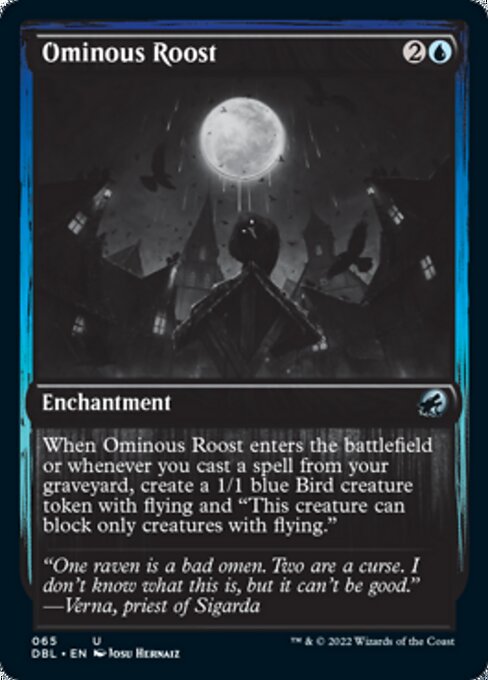 Ominous Roost 2
Enchantment
When Ominous Roost enters the battlefield
or whenever you cast a spell from your
graveyard, create a 1/1 blue Bird creature
token with flying and “This creature can
block only creatures with flying.”
“One raven is a bad omen. Two are a curse. I
don’t know what this is, but it can’t be good.”
—Verna, priest of Sigarda
065 U
DBL • EN Josu Hernaiz ™ & © 2022 Wizards of the Coast